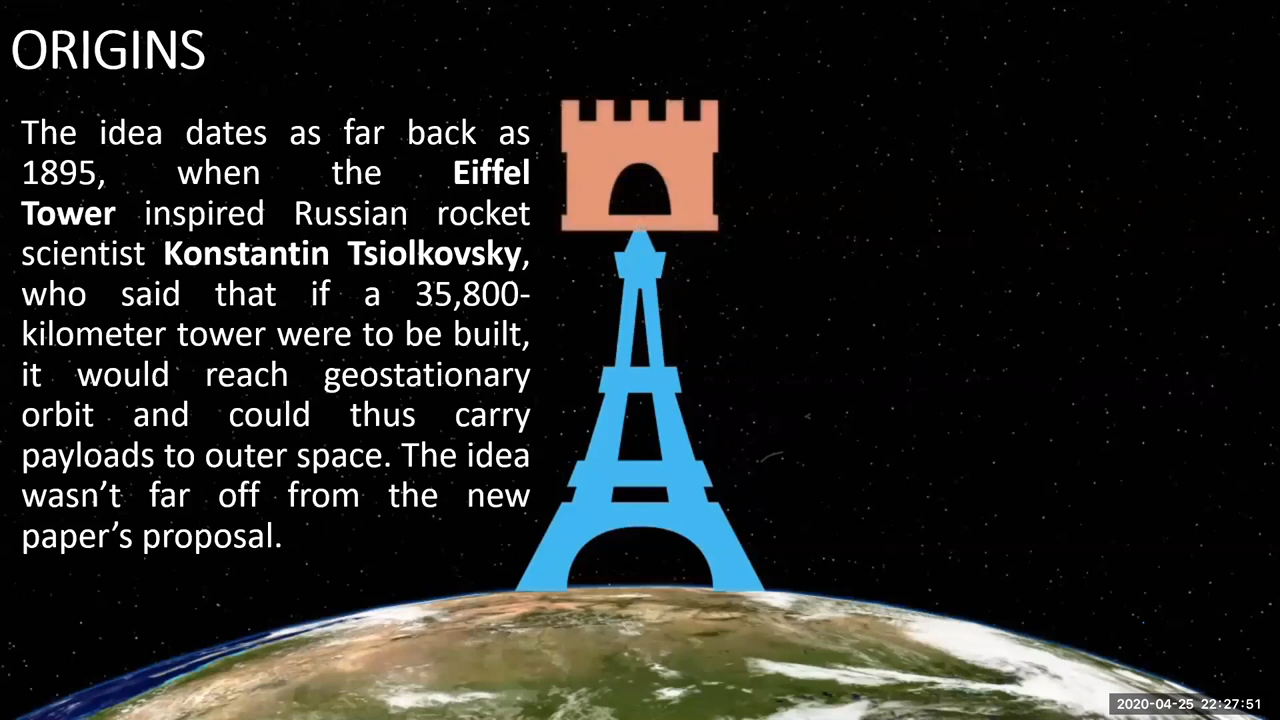 ORIGINS
The idea dates as far back as
1895, when the Eiffel
Tower inspired Russian rocket
scientist Konstantin Tsiolkovsky,
who said that if a 35,800-
kilometer tower were to be built,
it would reach geostationary
orbit and could thus carry
payloads to outer space. The idea
wasn’t far off from the new
paper’s proposal.
2020-04-25 22:27:51